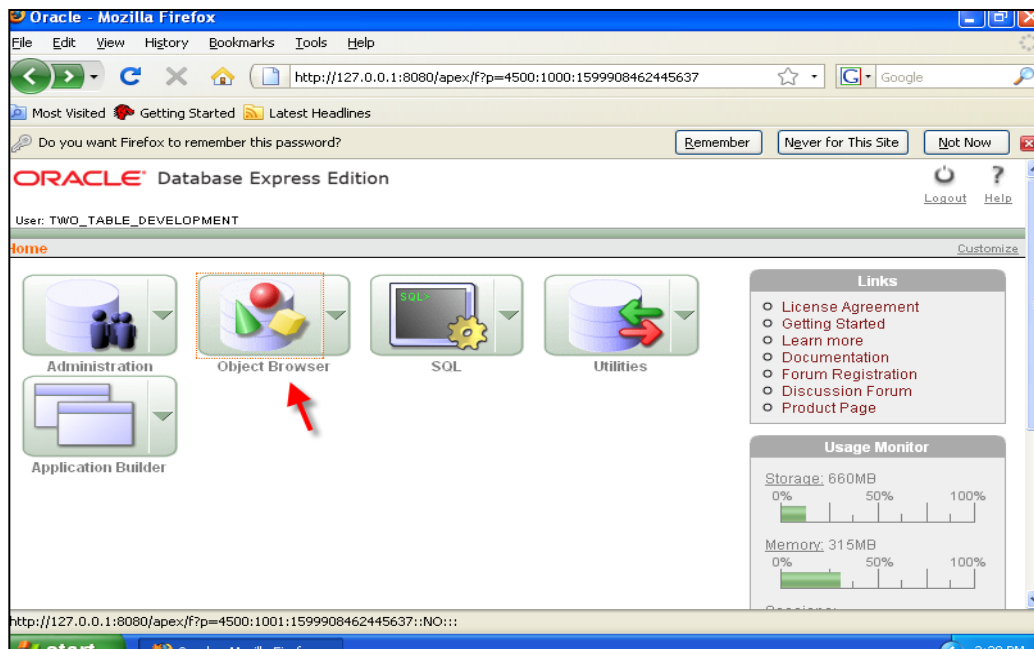 Oracle - Mozilla Firefox
File Edit View History Bookmarks Tools Help
http://127.0.0.1:8080/apex/f?p=4500:1000:1599908462445637
G Google
Most Visited Getting Started Latest Headlines
Do you want Firefox to remember this password? Remember Never for This Site Not Now
ORACLE Database Express Edition
Logout Help
User: TWO_TABLE_DEVELOPMENT
Home
Customize
SQL>
Administration Object Browser SQL Utilities
Application Builder
Links
License Agreement
Getting Started
Learn more
Documentation
Forum Registration
Discussion Forum
Product Page
Usage Monitor
Storage: 660MB
0% 50% 100%
Memory: 315MB
0% 50% 100%
Sessions:
http://127.0.0.1:8080/apex/f?p=4500:1001:1599908462445637::NO:::
start